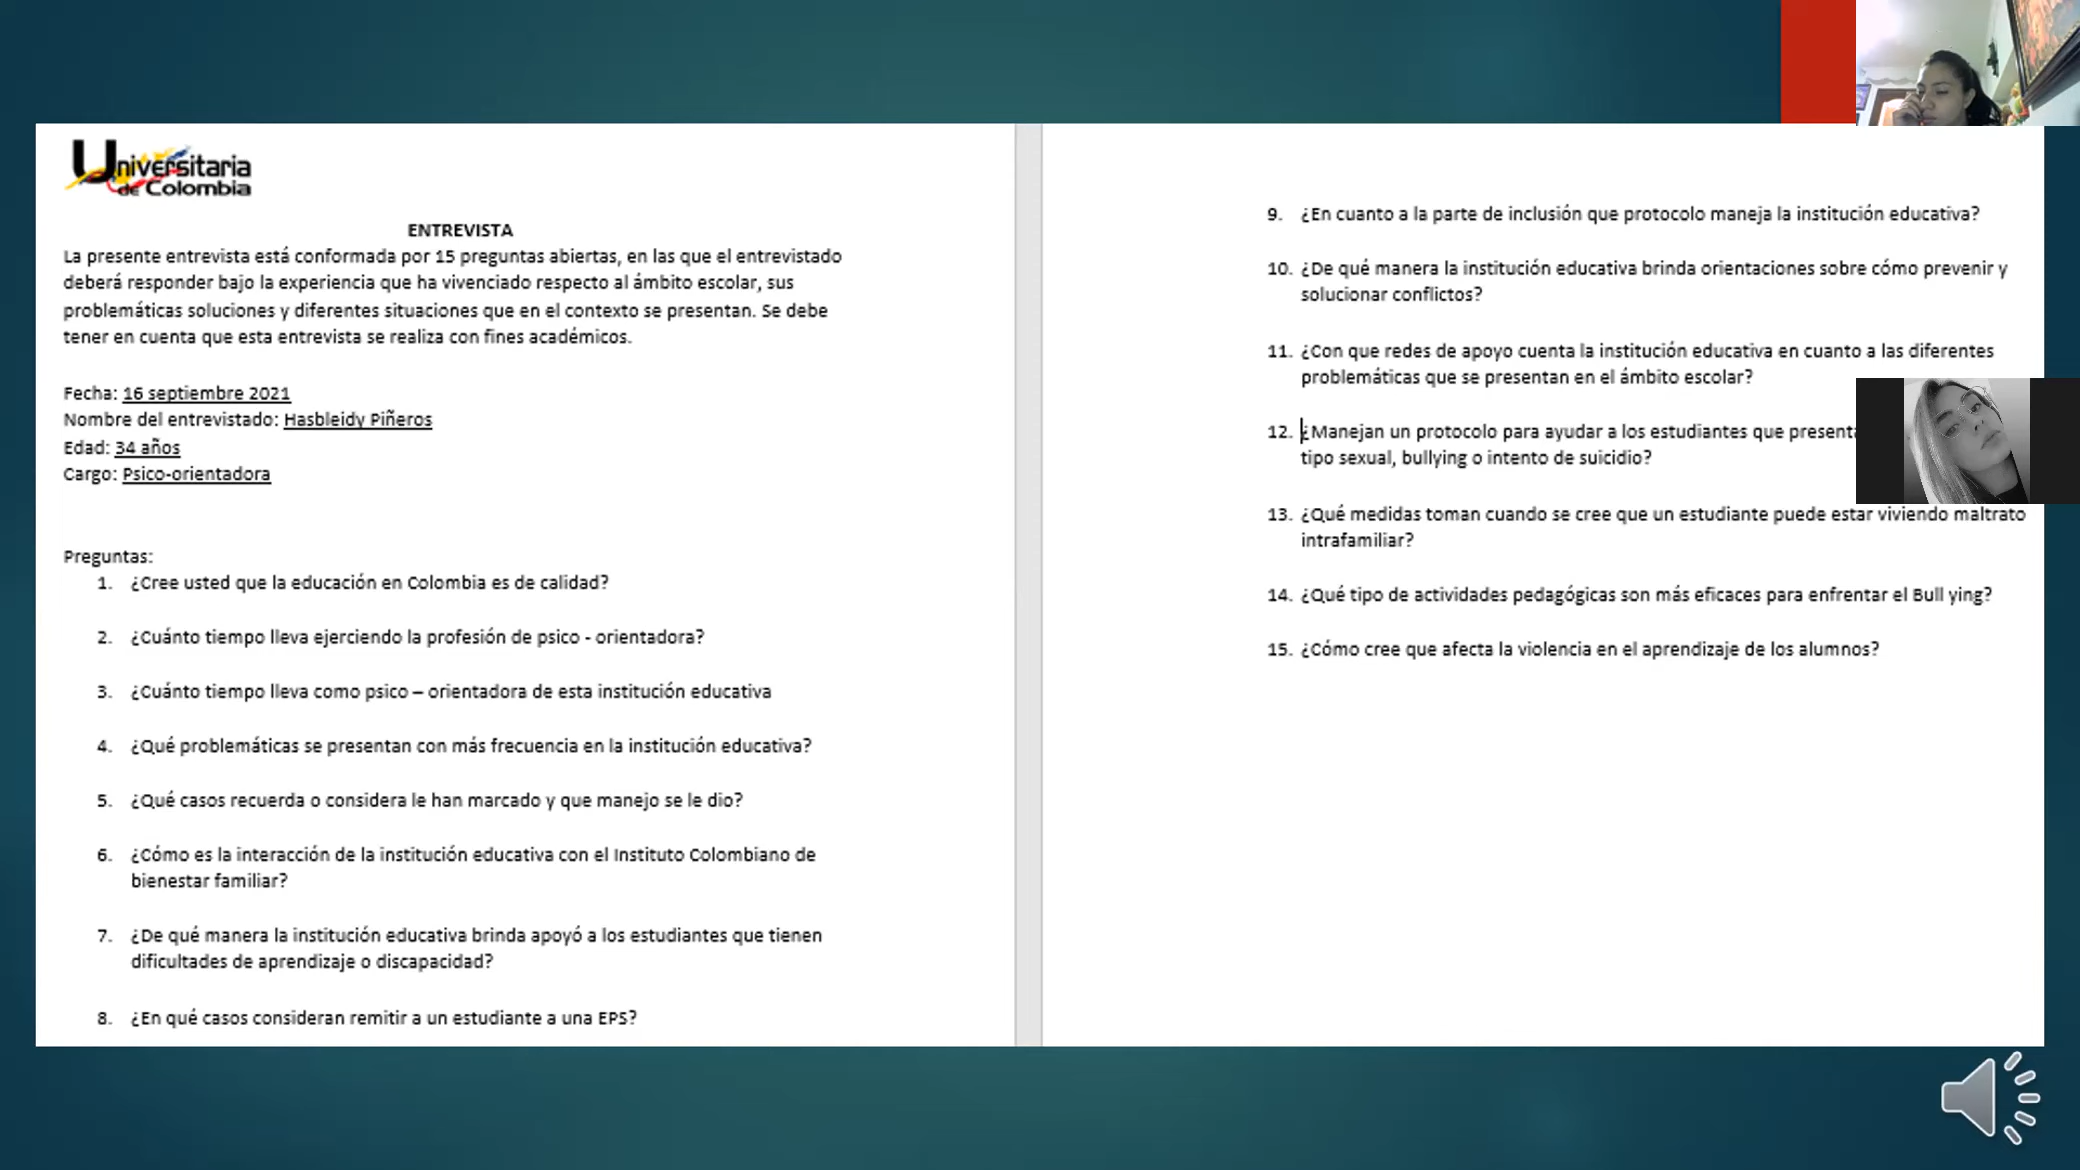 Universitaria
de Colombia
ENTREVISTA
La presente entrevista está conformada por 15 preguntas abiertas, en las que el entrevistado
deberá responder bajo la experiencia que ha vivenciado respecto al ámbito escolar, sus
problemáticas soluciones y diferentes situaciones que en el contexto se presentan. Se debe
tener en cuenta que esta entrevista se realiza con fines académicos.
Fecha: 16 septiembre 2021
Nombre del entrevistado: Hasbleidy Piñeros
Edad: 34 años
Cargo: Psico-orientadora
Preguntas:
1. ¿Cree usted que la educación en Colombia es de calidad?
2. ¿Cuánto tiempo lleva ejerciendo la profesión de psico - orientadora?
3. ¿Cuánto tiempo lleva como psico – orientadora de esta institución educativa
4. ¿Qué problemáticas se presentan con más frecuencia en la institución educativa?
5. ¿Qué casos recuerda o considera le han marcado y que manejo se le dio?
6. ¿Cómo es la interacción de la institución educativa con el Instituto Colombiano de
bienestar familiar?
7. ¿De qué manera la institución educativa brinda apoyó a los estudiantes que tienen
dificultades de aprendizaje o discapacidad?
8. ¿En qué casos consideran remitir a un estudiante a una EPS?
9. ¿En cuanto a la parte de inclusión que protocolo maneja la institución educativa?
10. ¿De qué manera la institución educativa brinda orientaciones sobre cómo prevenir y
solucionar conflictos?
11. ¿Con que redes de apoyo cuenta la institución educativa en cuanto a las diferentes
problemáticas que se presentan en el ámbito escolar?
12. ¿Manejan un protocolo para ayudar a los estudiantes que
tipo sexual, bullying o intento de suicidio?
13. ¿Qué medidas toman cuando se cree que un estudiante puede estar viviendo maltrato
intrafamiliar?
14. ¿Qué tipo de actividades pedagógicas son más eficaces para enfrentar el Bull ying?
15. ¿Cómo cree que afecta la violencia en el aprendizaje de los alumnos?